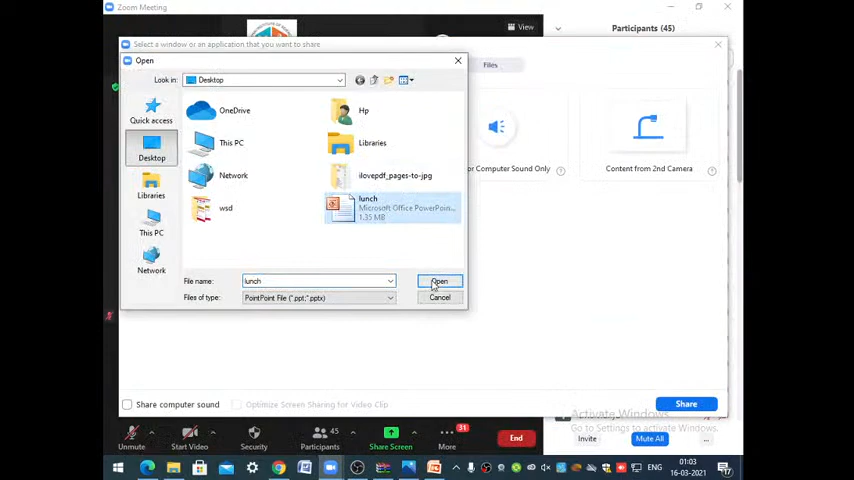 Zoom Meeting
View
Participants (45)
Select a window or an application that you want to share
Open
Files
Look in:
Desktop
OneDrive
Hp
Quick access
This PC
Libraries
Desktop
Network
ilovepdf_pages-to-jpg
Libraries
wsd
lunch
Microsoft Office PowerPoin...
1.35 MB
This PC
Network
or Computer Sound Only
Content from 2nd Camera
File name:
lunch
Open
Files of type:
PointPoint File (*.ppt;*.pptx)
Cancel
Share computer sound
Optimize Screen Sharing for Video Clip
Share
Activate Windows
Go to Settings to activate Windows.
Unmute
Start Video
Security
45
Participants
Share Screen
31
More
End
Invite
Mute All
...
ENG
01:03
16-03-2021
17